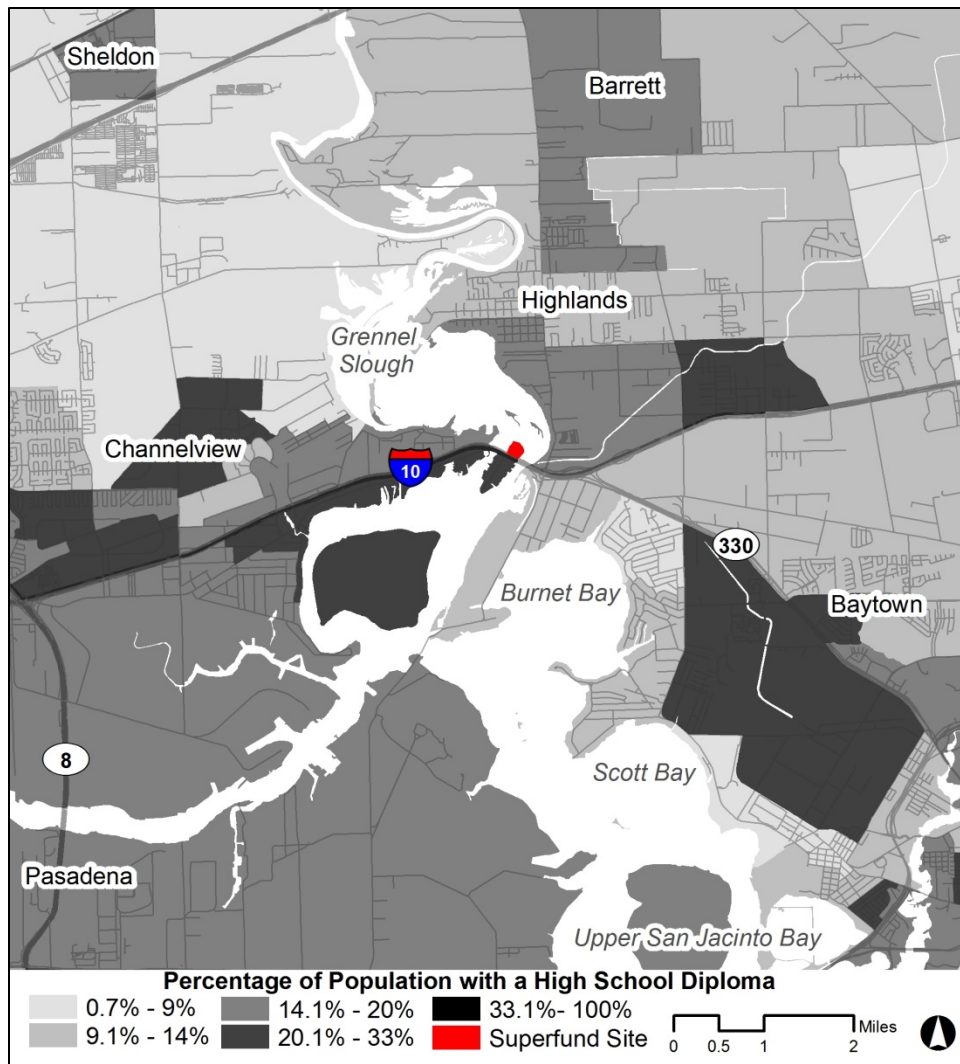 Sheldon
Barrett
Highlands
Grennel
Slough
Channelview
10
330
Burnet Bay
Baytown
8
Scott Bay
Pasadena
Upper San Jacinto Bay
Percentage of Population with a High School Diploma
0.7% - 9% 14.1% - 20% 33.1%- 100%
9.1% - 14% 20.1% - 33% Superfund Site
Miles
0 0.5 1 2